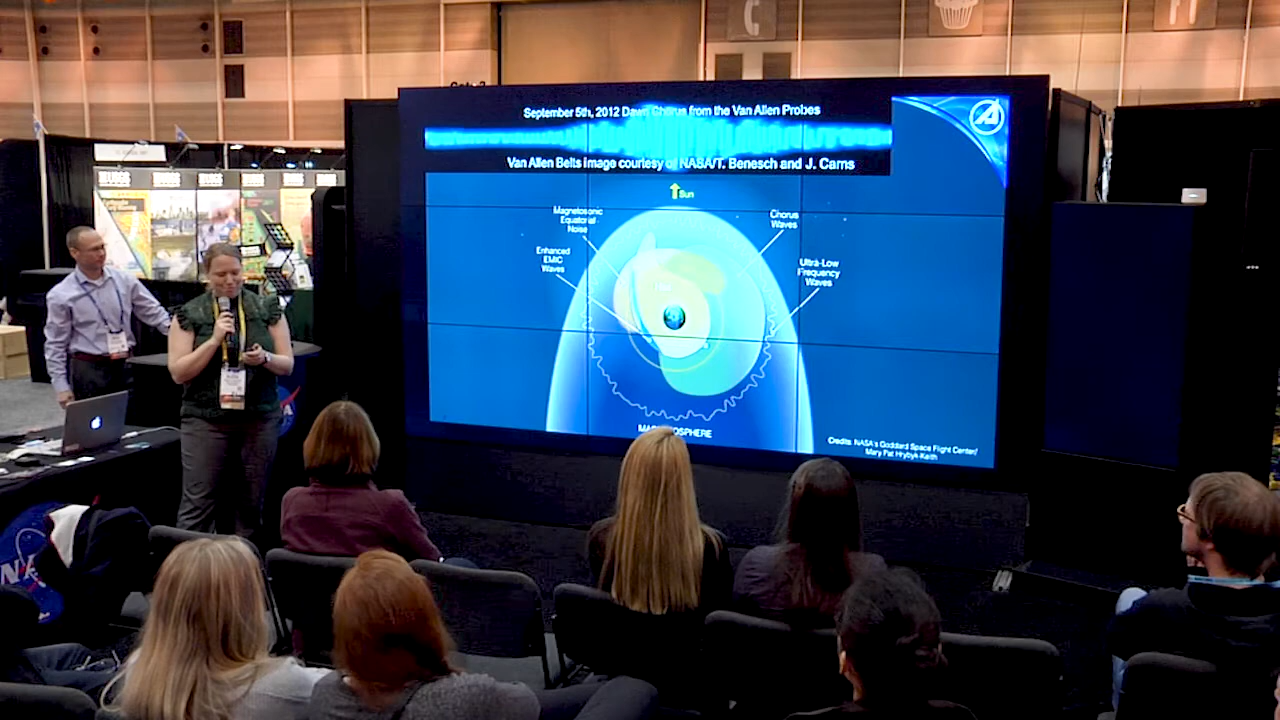 September 5th, 2012 Dawn Chorus from the Van Allen Probes
Van Allen Belts Image courtesy of NASA/T. Benesch and J. Carns
Sun
Magnetosonic
Equatorial
Noise
Chorus
Waves
Enhanced
EMIC
Waves
Ultra-Low
Frequency
Waves
MAGNETOSPHERE
Credits: NASA's Goddard Space Flight Center/
Mary Pat Hrybyk-Keith